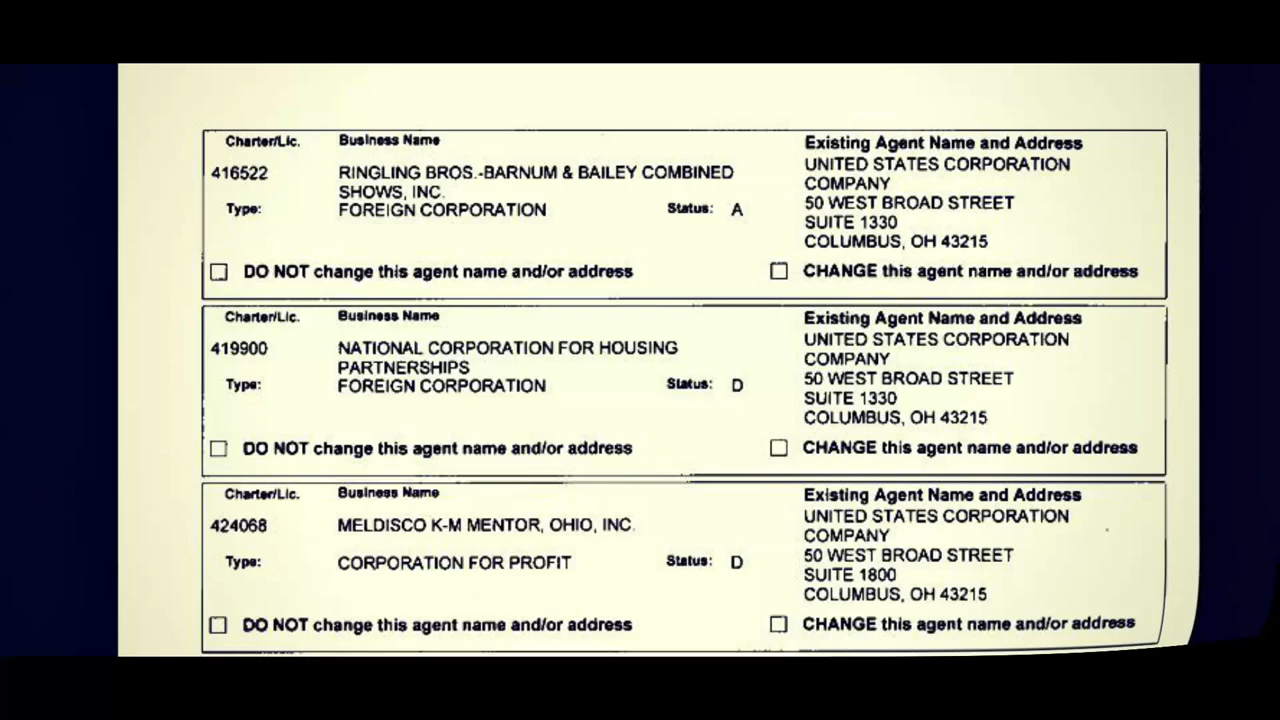 Charter/Lic. Business Name Existing Agent Name and Address
416522 RINGLING BROS.-BARNUM & BAILEY COMBINED UNITED STATES CORPORATION
SHOWS, INC. COMPANY
Type: FOREIGN CORPORATION Status: A 50 WEST BROAD STREET
SUITE 1330
COLUMBUS, OH 43215
DO NOT change this agent name and/or address CHANGE this agent name and/or address
Charter/Lic. Business Name Existing Agent Name and Address
419900 NATIONAL CORPORATION FOR HOUSING UNITED STATES CORPORATION
PARTNERSHIPS COMPANY
Type: FOREIGN CORPORATION Status: D 50 WEST BROAD STREET
SUITE 1330
COLUMBUS, OH 43215
DO NOT change this agent name and/or address CHANGE this agent name and/or address
Charter/Lic. Business Name Existing Agent Name and Address
424068 MELDISCO K-M MENTOR, OHIO, INC. UNITED STATES CORPORATION
COMPANY
Type: CORPORATION FOR PROFIT Status: D 50 WEST BROAD STREET
SUITE 1800
COLUMBUS, OH 43215
DO NOT change this agent name and/or address CHANGE this agent name and/or address